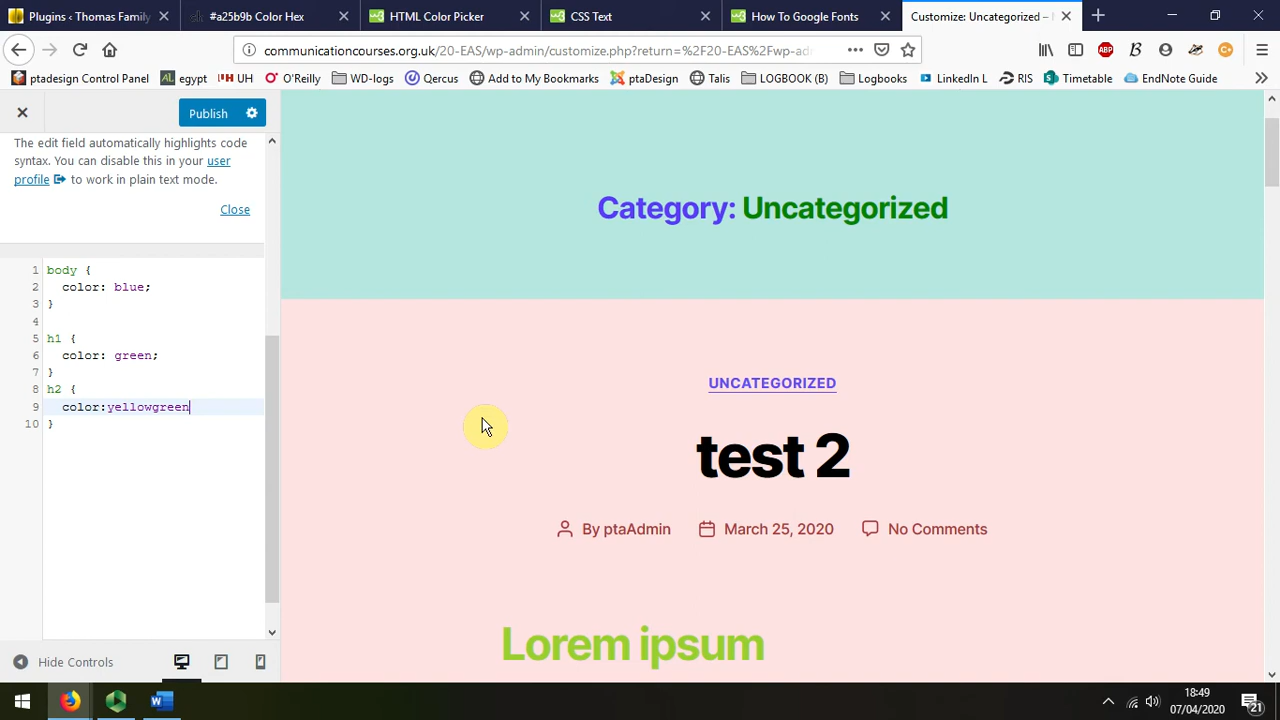 Plugins ‹ Thomas Family
#a25b9b Color Hex
HTML Color Picker
CSS Text
How To Google Fonts
Customize: Uncategorized –
communicationcourses.org.uk/20-EAS/wp-admin/customize.php?return=%2F20-EAS%2Fwp-ad
ptadesign Control Panel
egypt
UH
O'Reilly
WD-logs
Qercus
Add to My Bookmarks
ptaDesign
Talis
LOGBOOK (B)
Logbooks
LinkedIn L
RIS
Timetable
EndNote Guide
Publish
The edit field automatically highlights code
syntax. You can disable this in your user
profile to work in plain text mode.
Close
1 body {
2 color: blue;
3 }
4
5 h1 {
6 color: green;
7 }
8 h2 {
9 color:yellowgreen
10 }
Hide Controls
Category: Uncategorized
UNCATEGORIZED
test 2
By ptaAdmin
March 25, 2020
No Comments
Lorem ipsum
18:49
07/04/2020
21